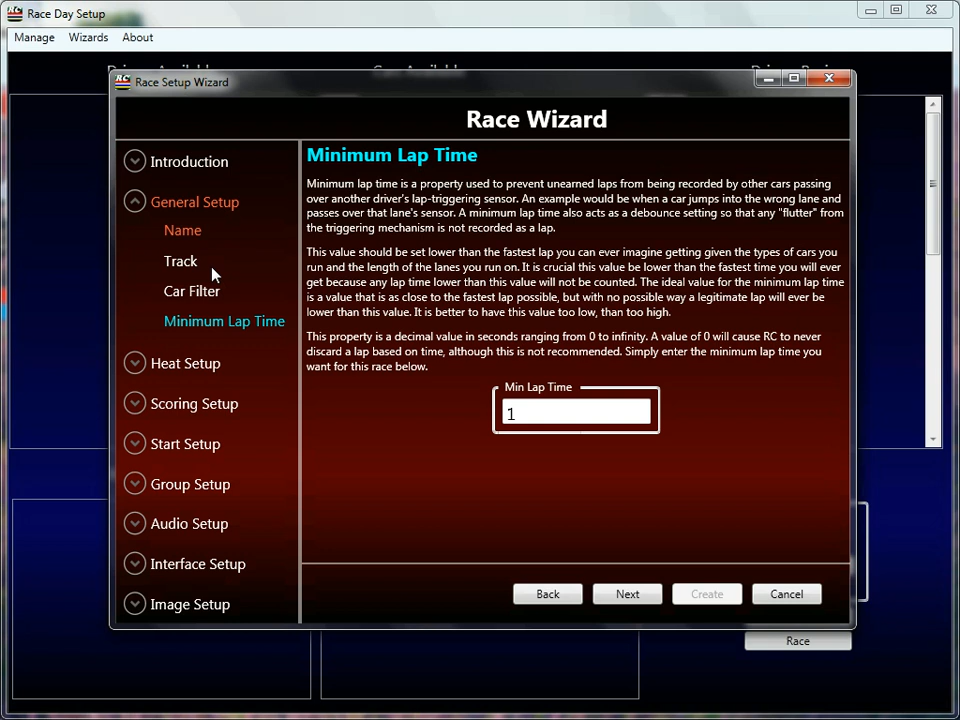 Race Day Setup
Manage Wizards About
Race Setup Wizard
Race Wizard
Introduction
General Setup
Name
Track
Car Filter
Minimum Lap Time
Heat Setup
Scoring Setup
Start Setup
Group Setup
Audio Setup
Interface Setup
Image Setup
Minimum Lap Time
Minimum lap time is a property used to prevent unearned laps from being recorded by other cars passing
over another driver's lap-triggering sensor. An example would be when a car jumps into the wrong lane and
passes over that lane's sensor. A minimum lap time also acts as a debounce setting so that any "flutter" from
the triggering mechanism is not recorded as a lap.
This value should be set lower than the fastest lap you can ever imagine getting given the types of cars you
run and the length of the lanes you run on. It is crucial this value be lower than the fastest time you will ever
get because any lap time lower than this value will not be counted. The ideal value for the minimum lap time
is a value that is as close to the fastest lap possible, but with no possible way a legitimate lap will ever be
lower than this value. It is better to have this value too low, than too high.
This property is a decimal value in seconds ranging from 0 to infinity. A value of 0 will cause RC to never
discard a lap based on time, although this is not recommended. Simply enter the minimum lap time you
want for this race below.
Min Lap Time
1
Back Next Create Cancel
Race